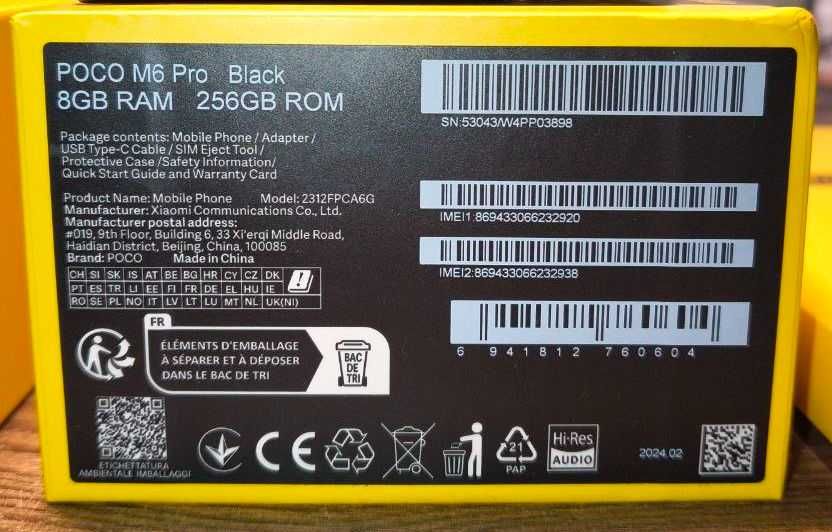 POCO M6 Pro Black
8GB RAM 256GB ROM
Package contents: Mobile Phone / Adapter /
USB Type-C Cable / SIM Eject Tool /
Protective Case /Safety Information/
Quick Start Guide and Warranty Card
Product Name: Mobile Phone Model: 2312FPCA6G
Manufacturer: Xiaomi Communications Co., Ltd.
Manufacturer postal address:
#019, 9th Floor, Building 6, 33 Xi'erqi Middle Road,
Haidian District, Beijing, China, 100085
Brand: POCO Made in China
CH SI SK IS AT BE BG HR CY CZ DK
PT ES TR LI EE FI FR DE EL HU IE
RO SE PL NO IT LV LT LU MT NL UK(NI)
SN:53043/W4PP03898
IMEI1:869433066232920
IMEI2:869433066232938
6 941812 760604
FR
ÉLÉMENTS D'EMBALLAGE
À SÉPARER ET À DÉPOSER
DANS LE BAC DE TRI
BAC
DE
TRI
ETICHETTATURA
AMBIENTALE IMBALLAGGI
CE
21
PAP
Hi-Res
AUDIO
2024.02